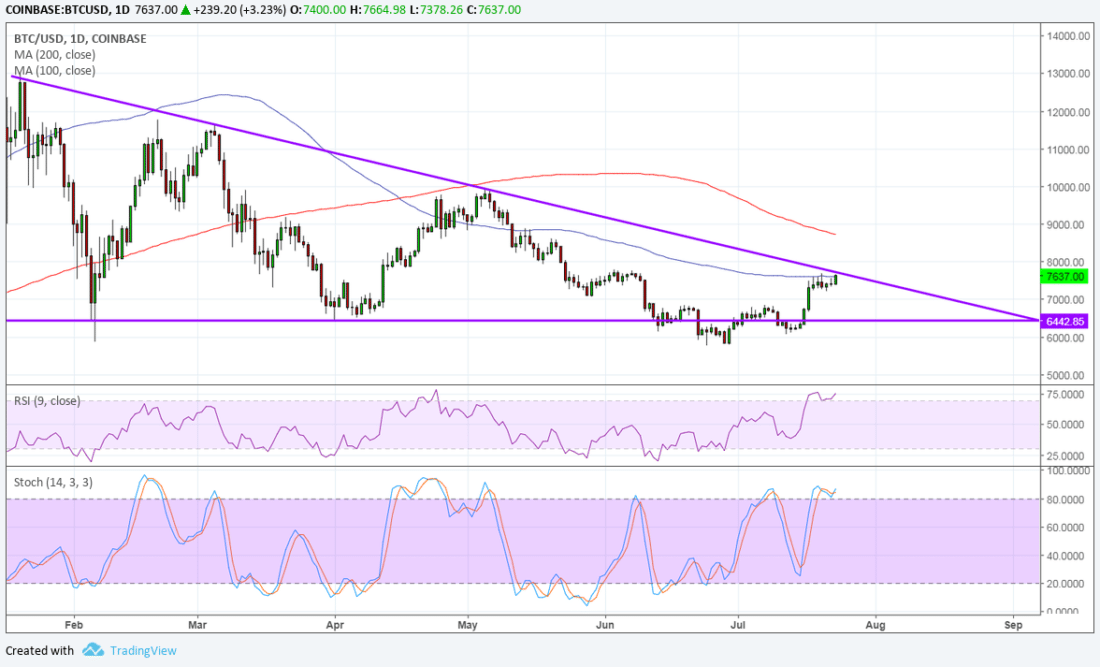 COINBASE:BTCUSD, 1D 7637.00 ▲ +239.20 (+3.23%) O:7400.00 H:7664.98 L:7378.26 C:7637.00
BTC/USD, 1D, COINBASE
MA (200, close)
MA (100, close)
14000.00
13000.00
12000.00
11000.00
10000.00
9000.00
8000.00
7637.00
7000.00
6442.85
6000.00
5000.00
RSI (9, close)
75.0000
50.0000
25.0000
Stoch (14, 3, 3)
100.0000
80.0000
60.0000
40.0000
20.0000
0.0000
Feb Mar Apr May Jun Jul Aug Sep
Created with TradingView